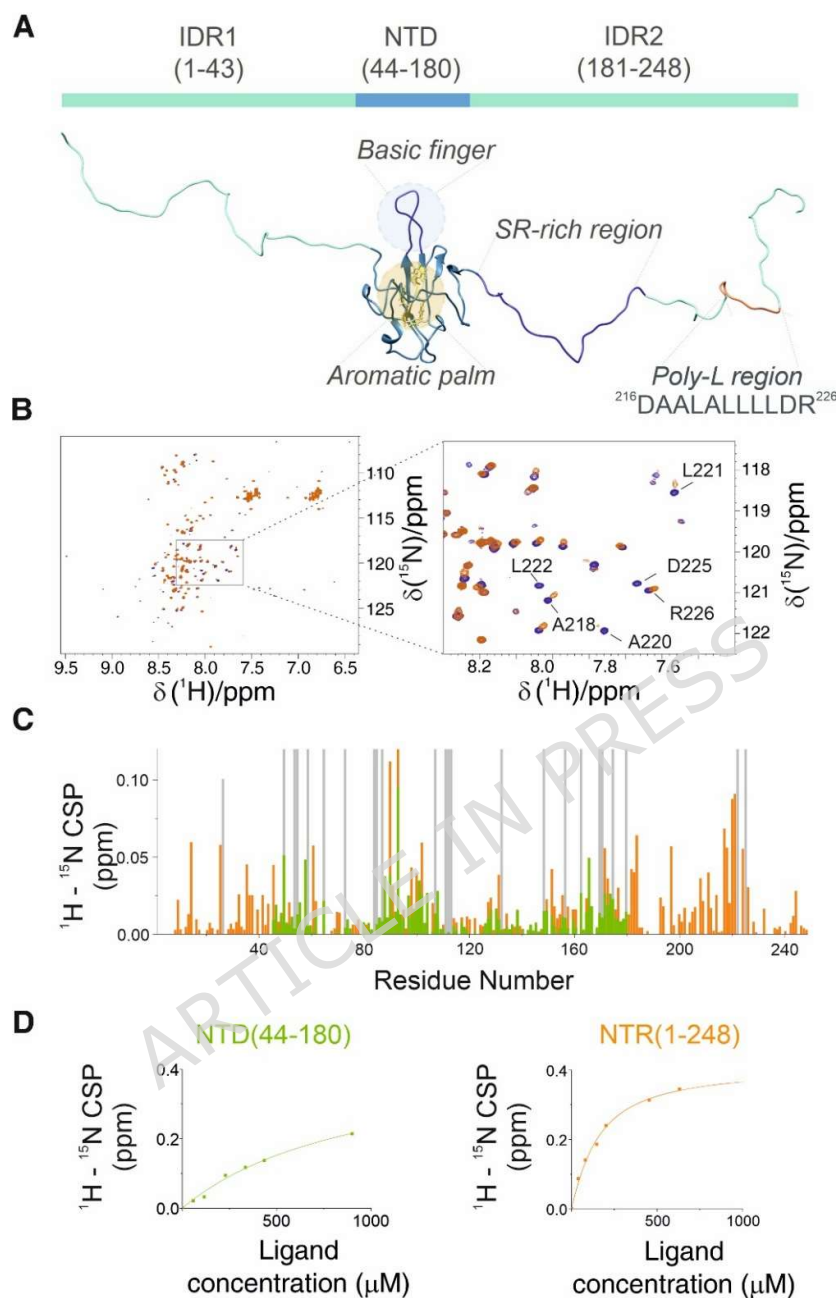 A
IDR1 NTD IDR2
(1-43) (44-180) (181-248)
Basic finger
SR-rich region
Aromatic palm
Poly-L region
²¹⁶DAALALLLLDR²²⁶
B
110
115
120
125
δ(¹⁵N)/ppm
9.5 9.0 8.5 8.0 7.5 7.0 6.5
δ(¹H)/ppm
L221
L222
D225
A218
R226
A220
118
119
120
121
122
δ(¹⁵N)/ppm
8.2 8.0 7.8 7.6
δ(¹H)/ppm
C
¹H - ¹⁵N CSP
(ppm)
0.10
0.05
0.00
40 80 120 160 200 240
Residue Number
ARTICLE IN PRESS
D
NTD(44-180)
¹H - ¹⁵N CSP
(ppm)
0.4
0.2
0.0
500 1000
Ligand
concentration (μM)
NTR(1-248)
¹H - ¹⁵N CSP
(ppm)
0.4
0.2
0.0
500 1000
Ligand
concentration (μM)